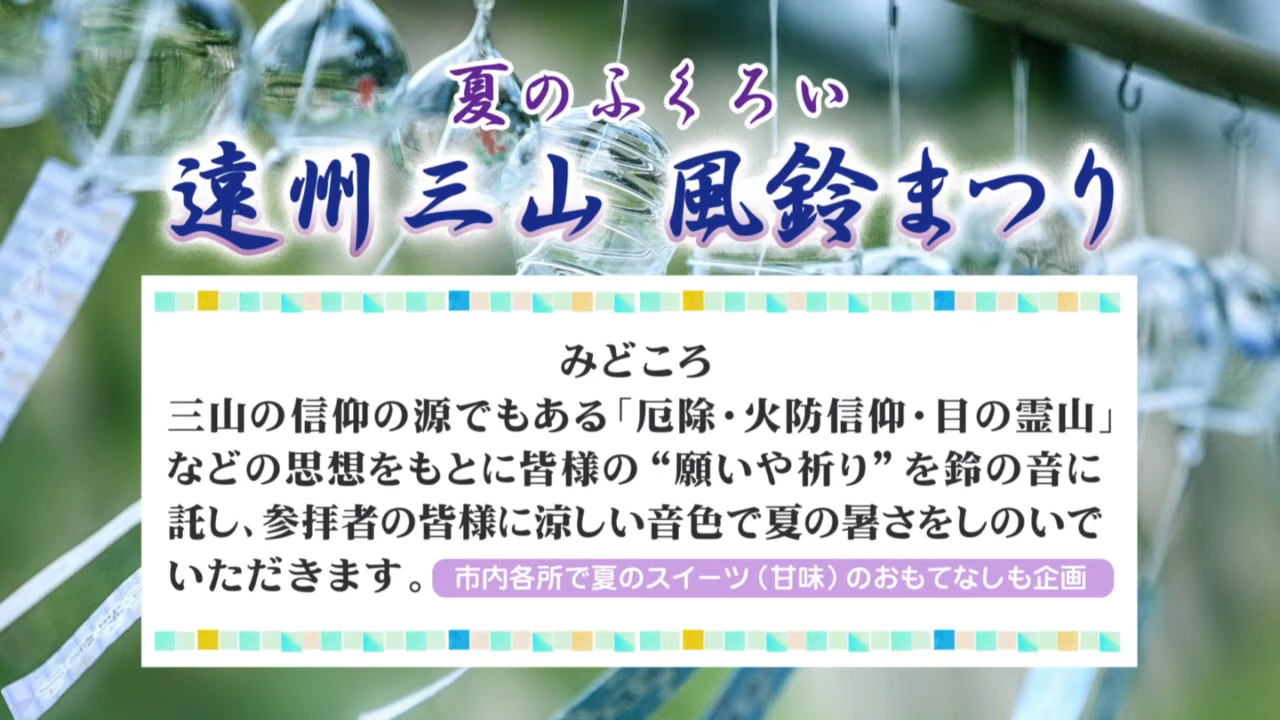 夏のふくろい
遠州三山 風鈴まつり
みどころ
三山の信仰の源でもある「厄除・火防信仰・目の霊山」
などの思想をもとに皆様の“願いや祈り”を鈴の音に
託し、参拝者の皆様に涼しい音色で夏の暑さをしのいで
いただきます。 市内各所で夏のスイーツ（甘味）のおもてなしも企画